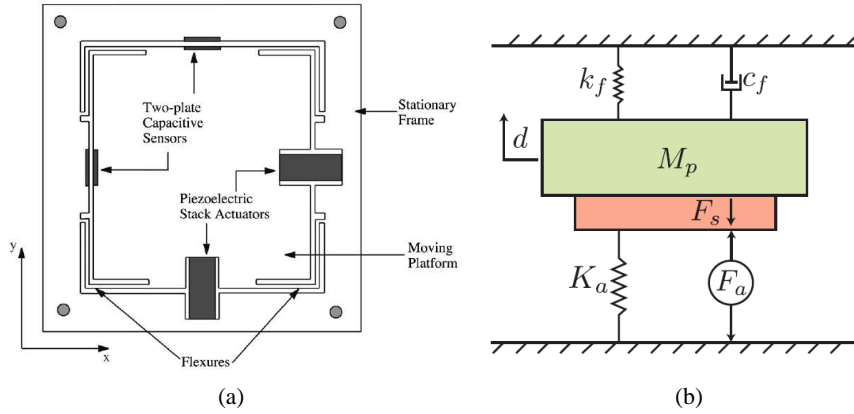 Two-plate
Capacitive
Sensors
Stationary
Frame
Piezoelectric
Stack Actuators
Moving
Platform
y
x
Flexures
(a)
k_f
c_f
d
M_p
F_s
K_a
F_a
(b)